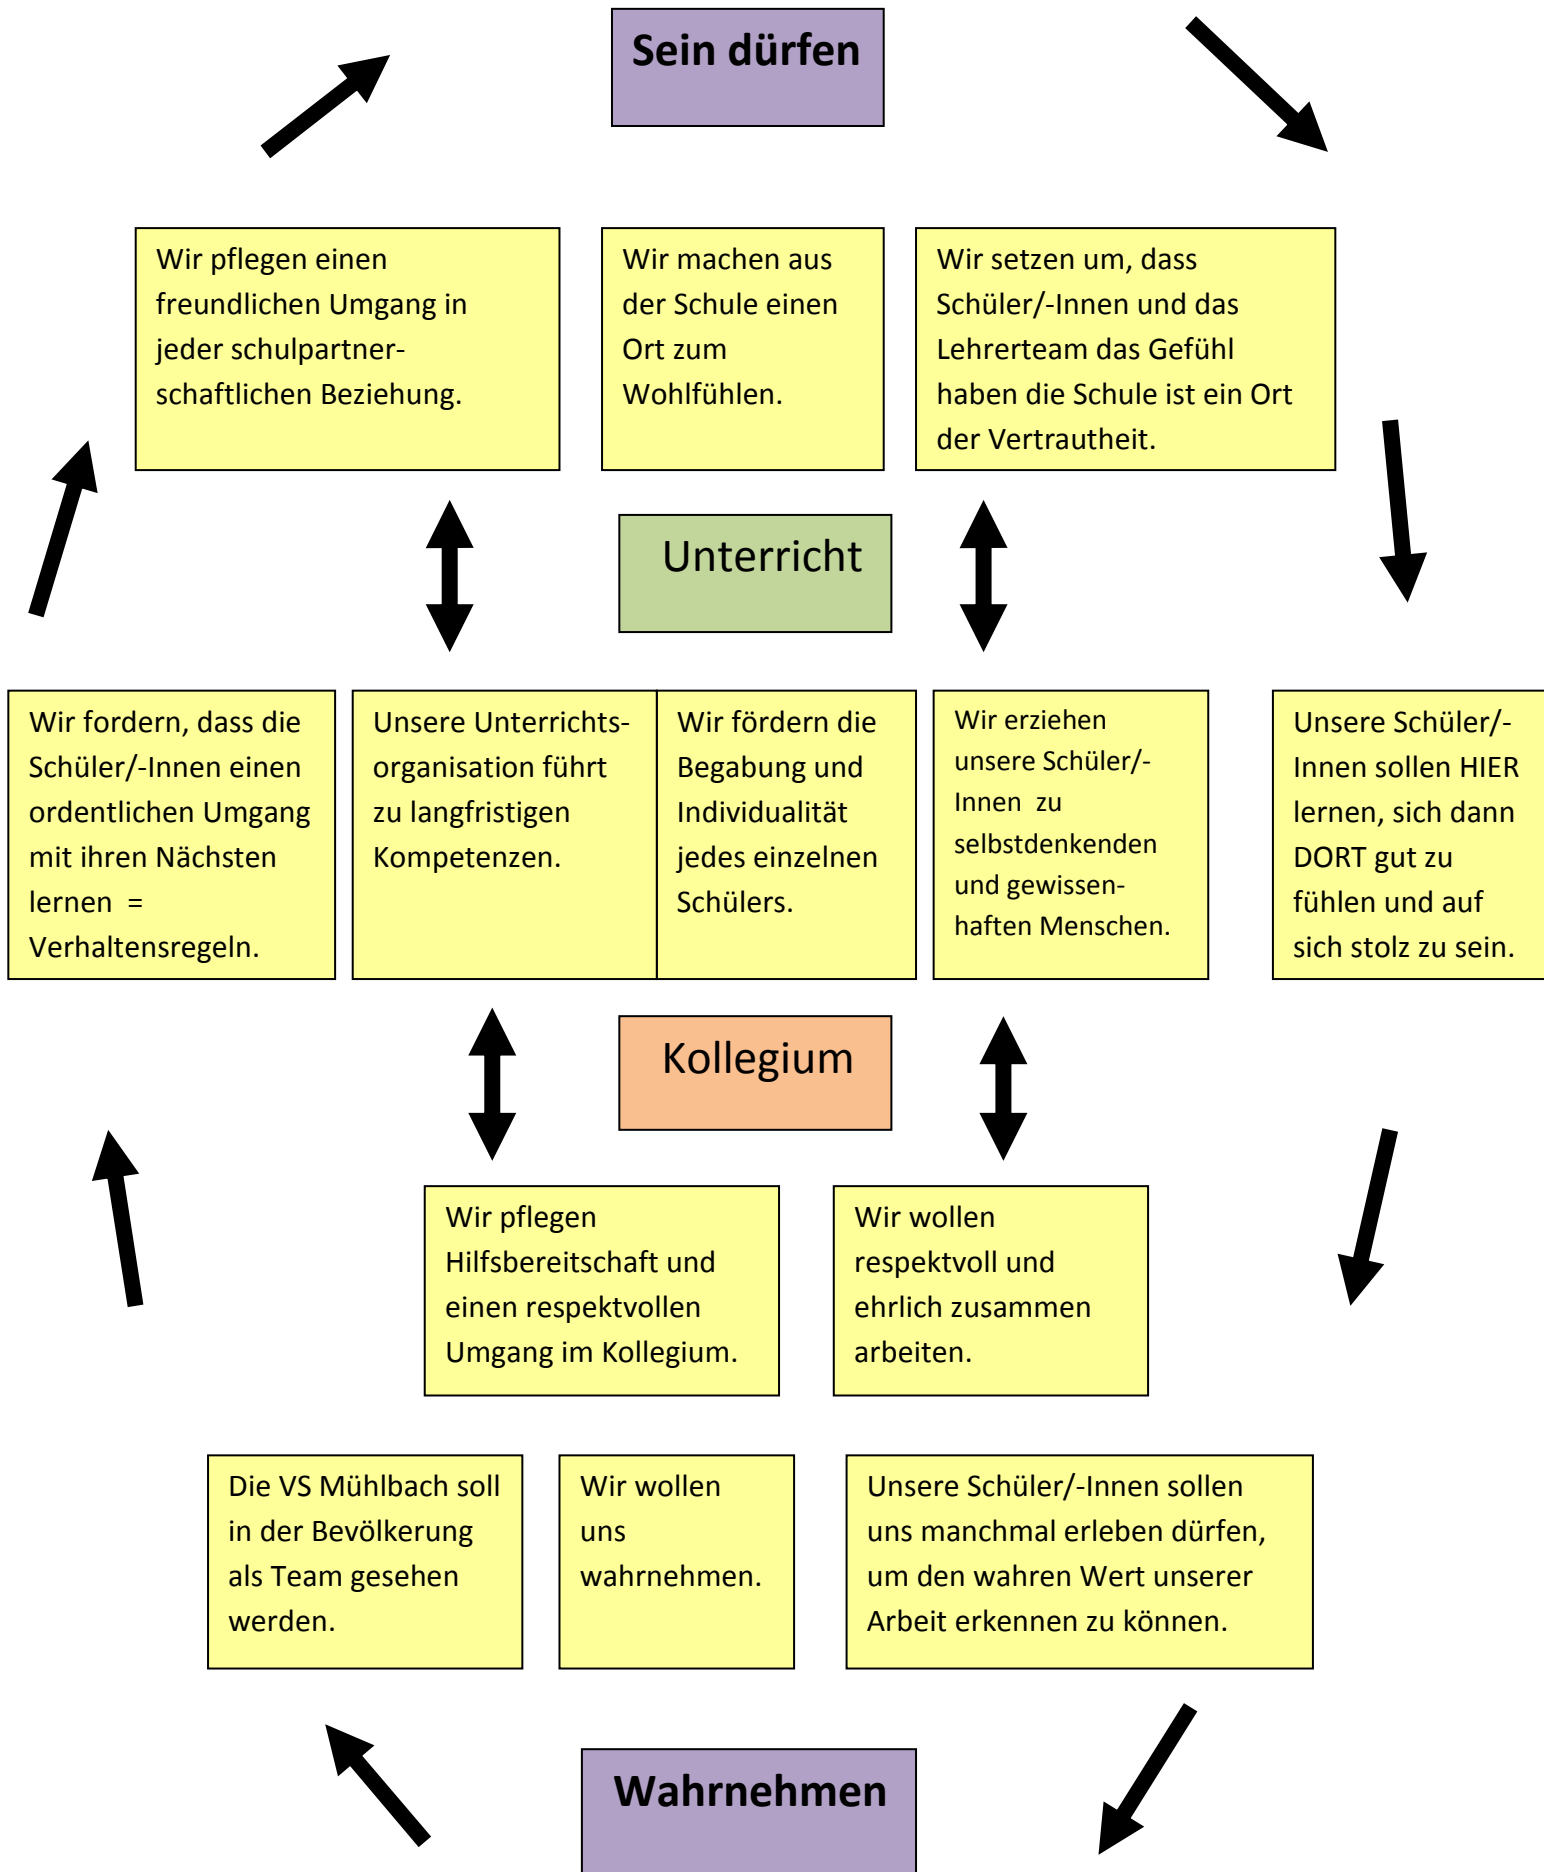 Sein dürfen
Wir pflegen einen
freundlichen Umgang in
jeder schulpartner-
schaftlichen Beziehung.
Wir machen aus
der Schule einen
Ort zum
Wohlfühlen.
Wir setzen um, dass
Schüler/-Innen und das
Lehrerteam das Gefühl
haben die Schule ist ein Ort
der Vertrautheit.
Unterricht
Wir fordern, dass die
Schüler/-Innen einen
ordentlichen Umgang
mit ihren Nächsten
lernen =
Verhaltensregeln.
Unsere Unterrichts-
organisation führt
zu langfristigen
Kompetenzen.
Wir fördern die
Begabung und
Individualität
jedes einzelnen
Schülers.
Wir erziehen
unsere Schüler/-
Innen zu
selbstdenkenden
und gewissen-
haften Menschen.
Unsere Schüler/-
Innen sollen HIER
lernen, sich dann
DORT gut zu
fühlen und auf
sich stolz zu sein.
Kollegium
Wir pflegen
Hilfsbereitschaft und
einen respektvollen
Umgang im Kollegium.
Wir wollen
respektvoll und
ehrlich zusammen
arbeiten.
Die VS Mühlbach soll
in der Bevölkerung
als Team gesehen
werden.
Wir wollen
uns
wahrnehmen.
Unsere Schüler/-Innen sollen
uns manchmal erleben dürfen,
um den wahren Wert unserer
Arbeit erkennen zu können.
Wahrnehmen